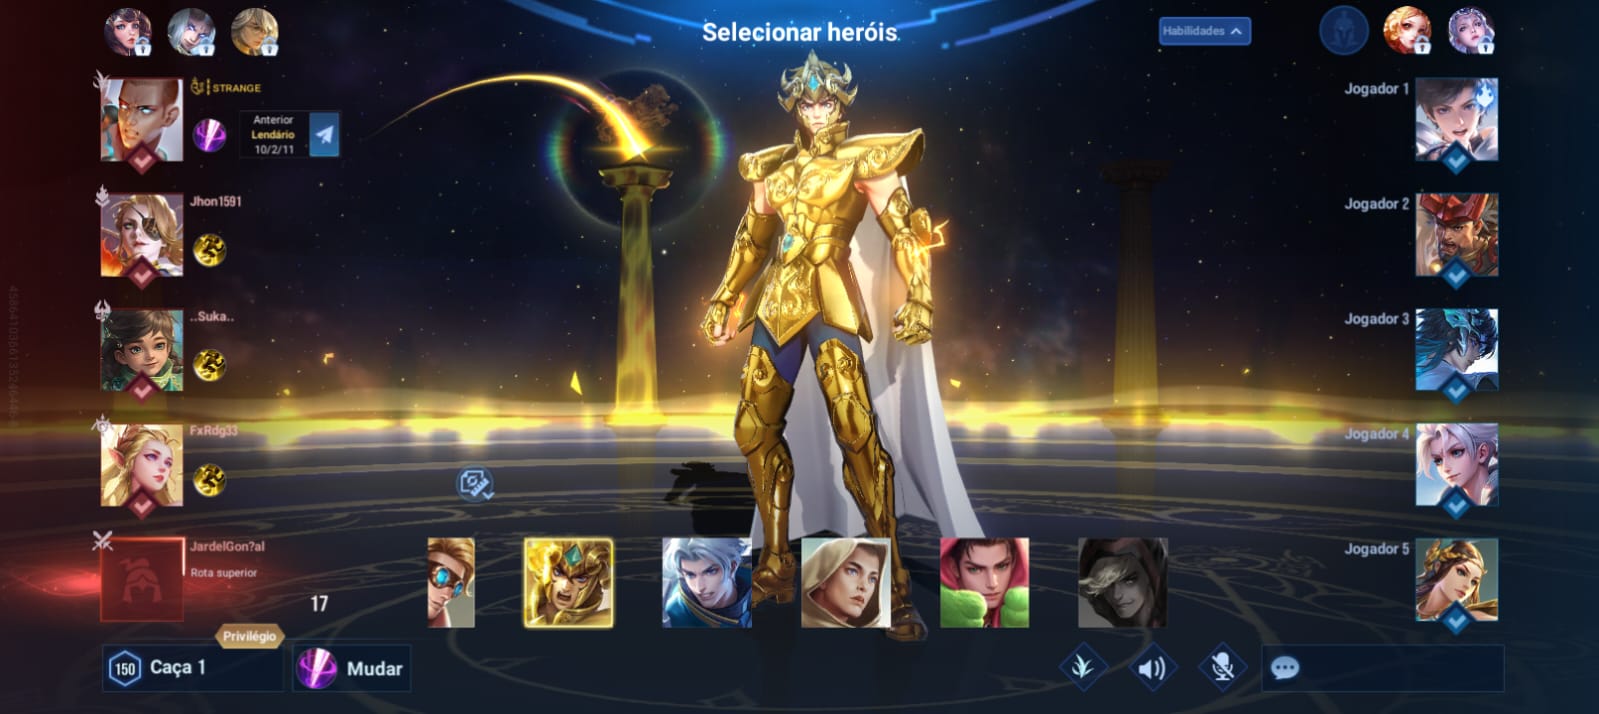 Selecionar heróis
Habilidades
STRANGE
Anterior
Lendário
10/2/11
Jhon1591
..Suka..
FxRdg33
JardelGon?al
Rota superior
17
Privilégio
150 Caça 1
Mudar
Jogador 1
Jogador 2
Jogador 3
Jogador 4
Jogador 5